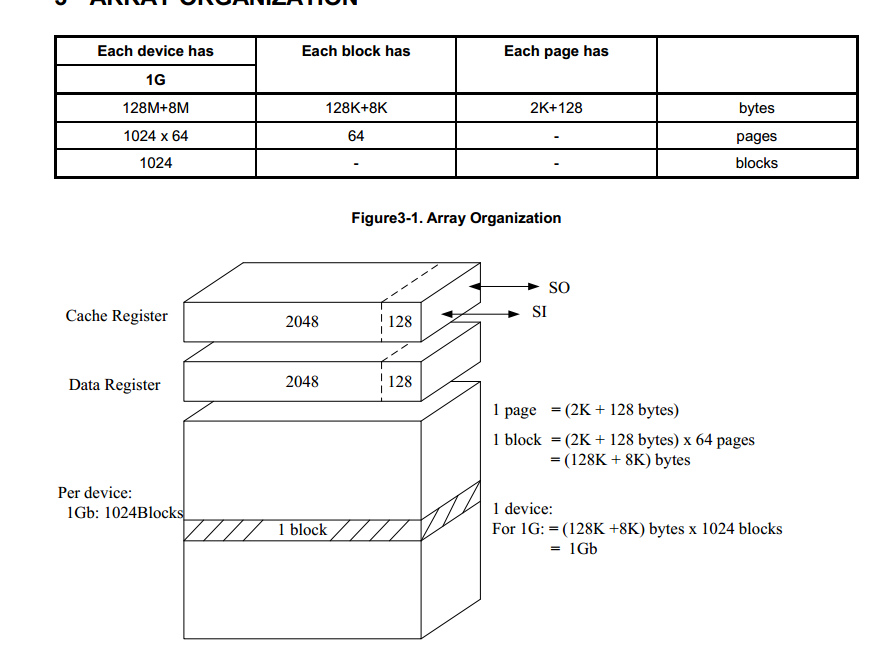 3 ARRAY ORGANIZATION
Each device has Each block has Each page has
1G
128M+8M 128K+8K 2K+128 bytes
1024 x 64 64 - pages
1024 - - blocks
Figure3-1. Array Organization
SO
SI
Cache Register 2048 128
Data Register 2048 128
1 page = (2K + 128 bytes)
1 block = (2K + 128 bytes) x 64 pages
= (128K + 8K) bytes
Per device:
1Gb: 1024Blocks
1 block
1 device:
For 1G: = (128K +8K) bytes x 1024 blocks
= 1Gb